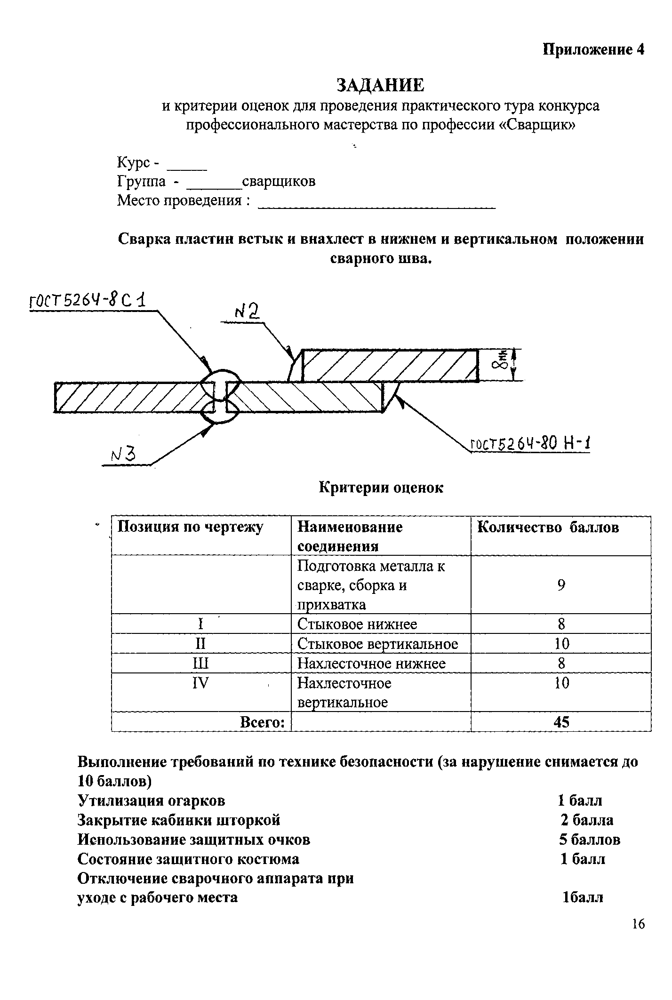 Приложение 4
ЗАДАНИЕ
и критерии оценок для проведения практического тура конкурса
профессионального мастерства по профессии «Сварщик»
Курс - _____
Группа - _______сварщиков
Место проведения : ______________________________
Сварка пластин встык и внахлест в нижнем и вертикальном положении
сварного шва.
ГОСТ5264-8 С 1
N2
8мм
N3
ГОСТ5264-80 Н-1
Критерии оценок
Позиция по чертежу Наименование Количество баллов
соединения
Подготовка металла к
сварке, сборка и 9
прихватка
I Стыковое нижнее 8
II Стыковое вертикальное 10
III Нахлесточное нижнее 8
IV Нахлесточное 10
вертикальное
Всего: 45
Выполнение требований по технике безопасности (за нарушение снимается до
10 баллов)
Утилизация огарков 1 балл
Закрытие кабинки шторкой 2 балла
Использование защитных очков 5 баллов
Состояние защитного костюма 1 балл
Отключение сварочного аппарата при
уходе с рабочего места 1балл
16